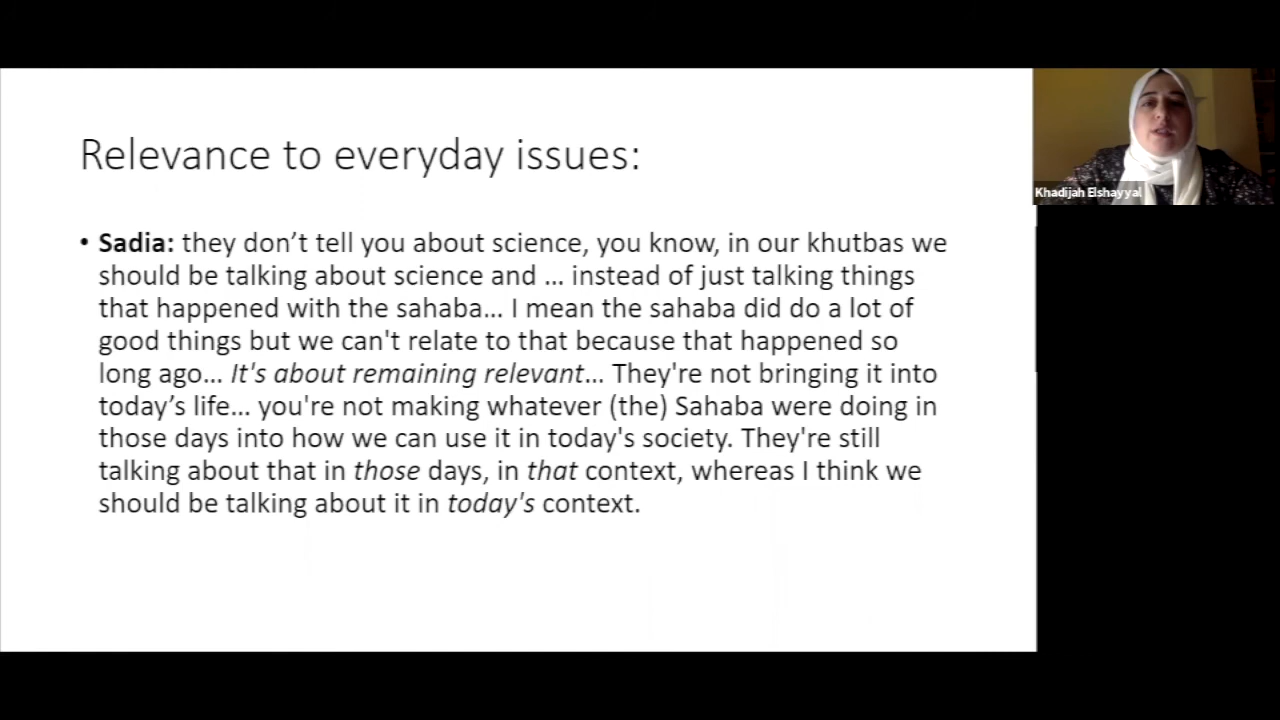 Relevance to everyday issues:
• Sadia: they don’t tell you about science, you know, in our khutbas we
should be talking about science and ... instead of just talking things
that happened with the sahaba... I mean the sahaba did do a lot of
good things but we can't relate to that because that happened so
long ago... It's about remaining relevant... They're not bringing it into
today’s life... you're not making whatever (the) Sahaba were doing in
those days into how we can use it in today's society. They're still
talking about that in those days, in that context, whereas I think we
should be talking about it in today's context.
Khadijah Elshayyal